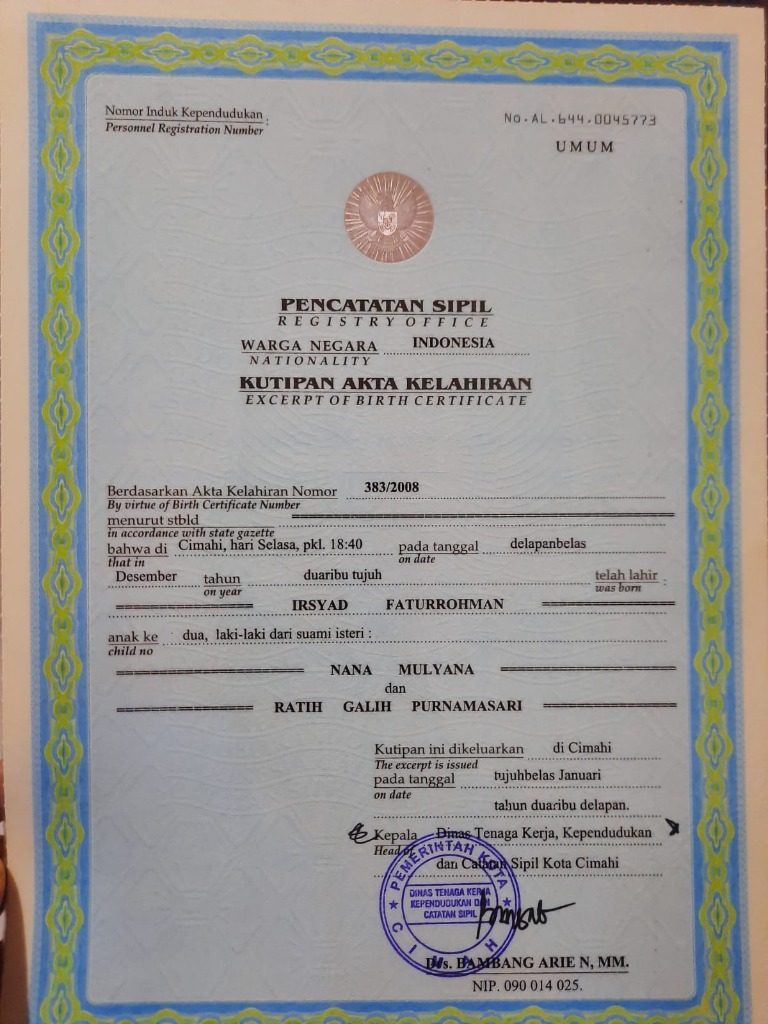 Nomor Induk Kependudukan :
Personnel Registration Number
No.AL.644.0045773
UMUM
PENCATATAN SIPIL
REGISTRY OFFICE
WARGA NEGARA INDONESIA
NATIONALITY
KUTIPAN AKTA KELAHIRAN
EXCERPT OF BIRTH CERTIFICATE
Berdasarkan Akta Kelahiran Nomor 383/2008
By virtue of Birth Certificate Number
menurut stbld
in accordance with state gazette
bahwa di Cimahi, hari Selasa, pkl. 18:40 pada tanggal delapanbelas
that in on date
Desember tahun duaribu tujuh telah lahir :
on year was born
IRSYAD FATURROHMAN
anak ke dua, laki-laki dari suami isteri :
child no
NANA MULYANA
dan
RATIH GALIH PURNAMASARI
Kutipan ini dikeluarkan di Cimahi
The excerpt is issued
pada tanggal tujuhbelas Januari
on date
tahun duaribu delapan.
Kepala Dinas Tenaga Kerja, Kependudukan
Head of
dan Catatan Sipil Kota Cimahi
PEMERINTAH KOTA
DINAS TENAGA KERJA
KEPENDUDUKAN DAN
CATATAN SIPIL
CIMAHI
Drs. BAMBANG ARIE N, MM.
NIP. 090 014 025.